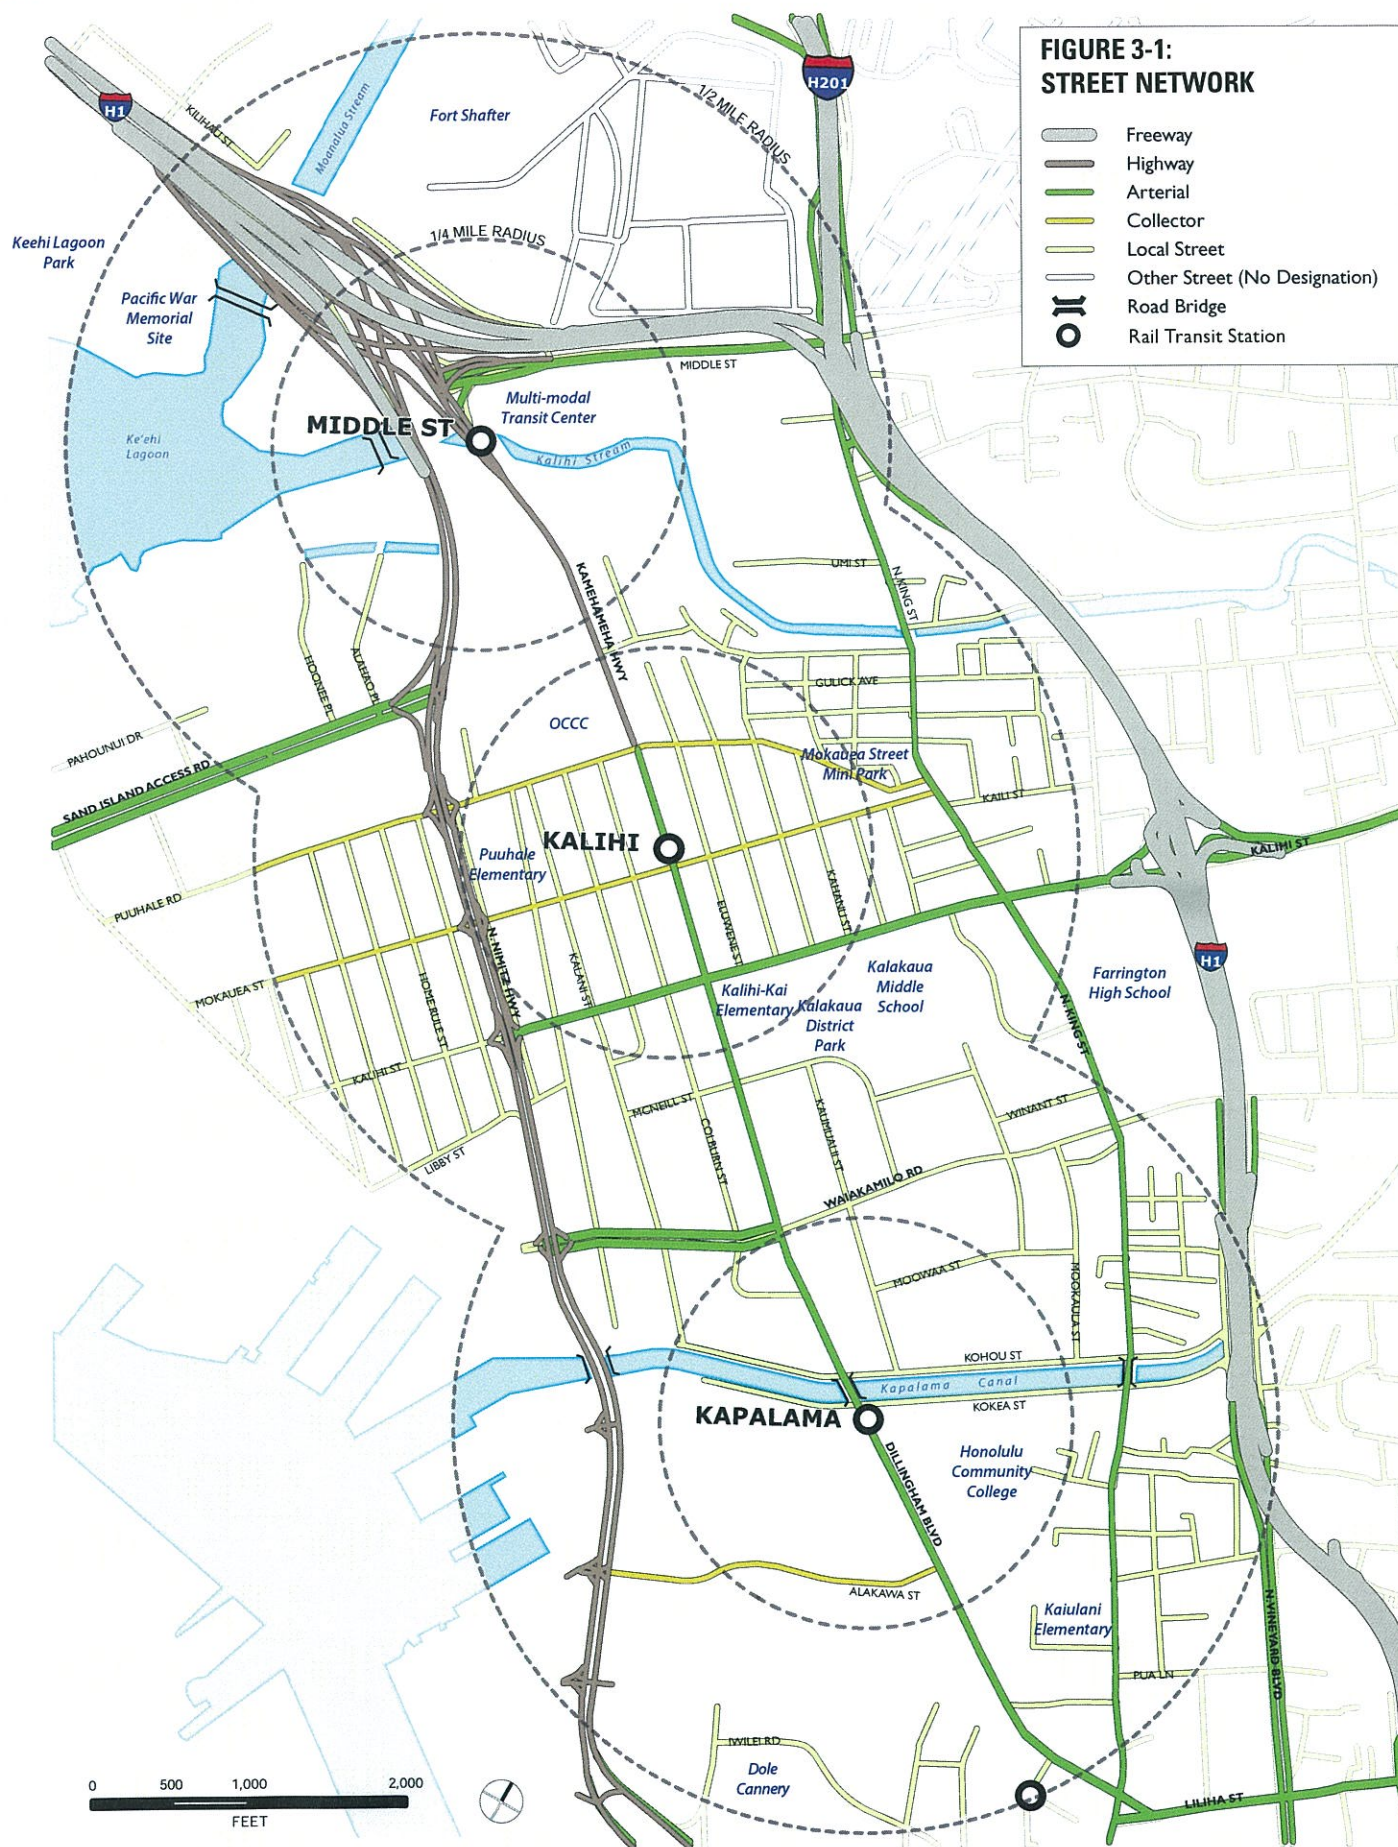 FIGURE 3-1:
STREET NETWORK
Freeway
Highway
Arterial
Collector
Local Street
Other Street (No Designation)
Road Bridge
Rail Transit Station
H201
H1
KILIHAU ST
Moanalua Stream
Fort Shafter
1/2 MILE RADIUS
1/4 MILE RADIUS
Keehi Lagoon
Park
Pacific War
Memorial
Site
MIDDLE ST
Multi-modal
Transit Center
MIDDLE ST
Ke'ehi
Lagoon
Kalihi Stream
KAMEHAMEHA HWY
UMI ST
N. KING ST
HOONEE PL
ALAHAO PL
GULICK AVE
OCCC
PAHOUNUI DR
SAND ISLAND ACCESS RD
Mokauea Street
Mini Park
KAILI ST
KALIHI
KALIHI ST
Puuhale
Elementary
PUUHALE RD
ELUWENE ST
KAHANU ST
N. NIMITZ HWY
H1
MOKAUEA ST
HOME RULE ST
KALANI ST
Kalihi-Kai
Elementary
Kalakaua
Middle
School
Kalakaua
District
Park
Farrington
High School
N. KING ST
KALIHI ST
MCNEILL ST
COLBURN ST
KAUMUALII ST
WINANT ST
LIBBY ST
WAIAKAMILO RD
MOOWAA ST
MOOKAULA ST
KOHOU ST
Kapalama Canal
KOKEA ST
KAPALAMA
DILLINGHAM BLVD
Honolulu
Community
College
ALAKAWA ST
Kaiulani
Elementary
N. VINEYARD BLVD
PUA LN
IWILEI RD
Dole
Cannery
LILIHA ST
0 500 1,000 2,000
FEET